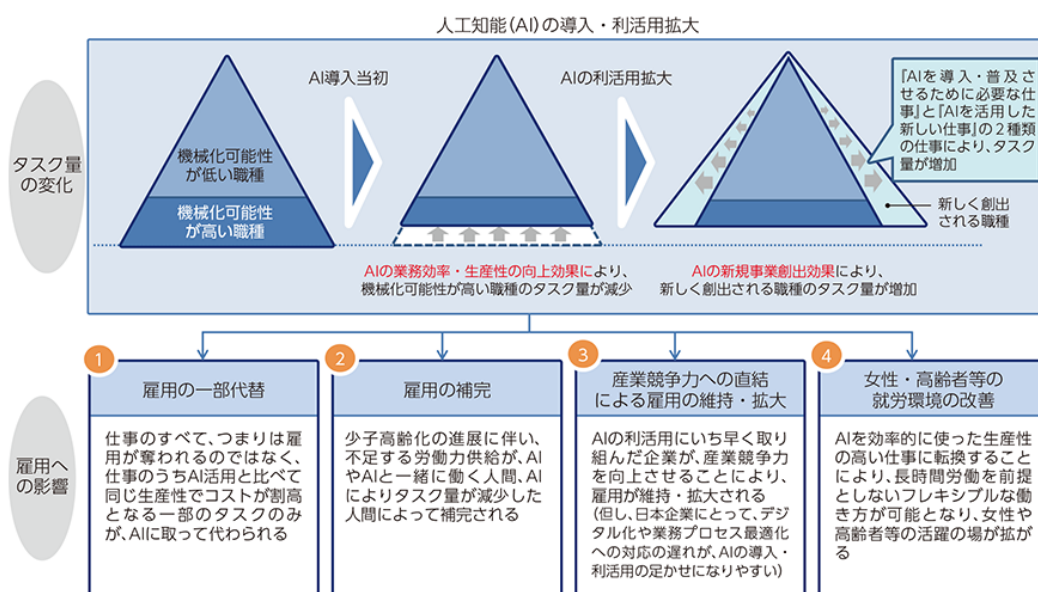 人工知能（AI）の導入・利活用拡大
タスク量
の変化
AI導入当初
AIの利活用拡大
機械化可能性
が低い職種
機械化可能性
が高い職種
『AIを導入・普及さ
せるために必要な仕
事』と『AIを活用した
新しい仕事』の２種類
の仕事により、タスク
量が増加
新しく創出
される職種
AIの業務効率・生産性の向上効果により、
機械化可能性が高い職種のタスク量が減少
AIの新規事業創出効果により、
新しく創出される職種のタスク量が増加
雇用へ
の影響
1
雇用の一部代替
仕事のすべて、つまりは雇
用が奪われるのではなく、
仕事のうちAI活用と比べて
同じ生産性でコストが割高
となる一部のタスクのみ
が、AIに取って代わられる
2
雇用の補完
少子高齢化の進展に伴い、
不足する労働力供給が、AI
やAIと一緒に働く人間、AI
によりタスク量が減少した
人間によって補完される
3
産業競争力への直結
による雇用の維持・拡大
AIの利活用にいち早く取り
組んだ企業が、産業競争力
を向上させることにより、
雇用が維持・拡大される
（但し、日本企業にとって、デジ
タル化や業務プロセス最適化
への対応の遅れが、AIの導入・
利活用の足かせになりやすい）
4
女性・高齢者等の
就労環境の改善
AIを効率的に使った生産性
の高い仕事に転換すること
により、長時間労働を前提
としないフレキシブルな働
き方が可能となり、女性や
高齢者等の活躍の場が拡が
る